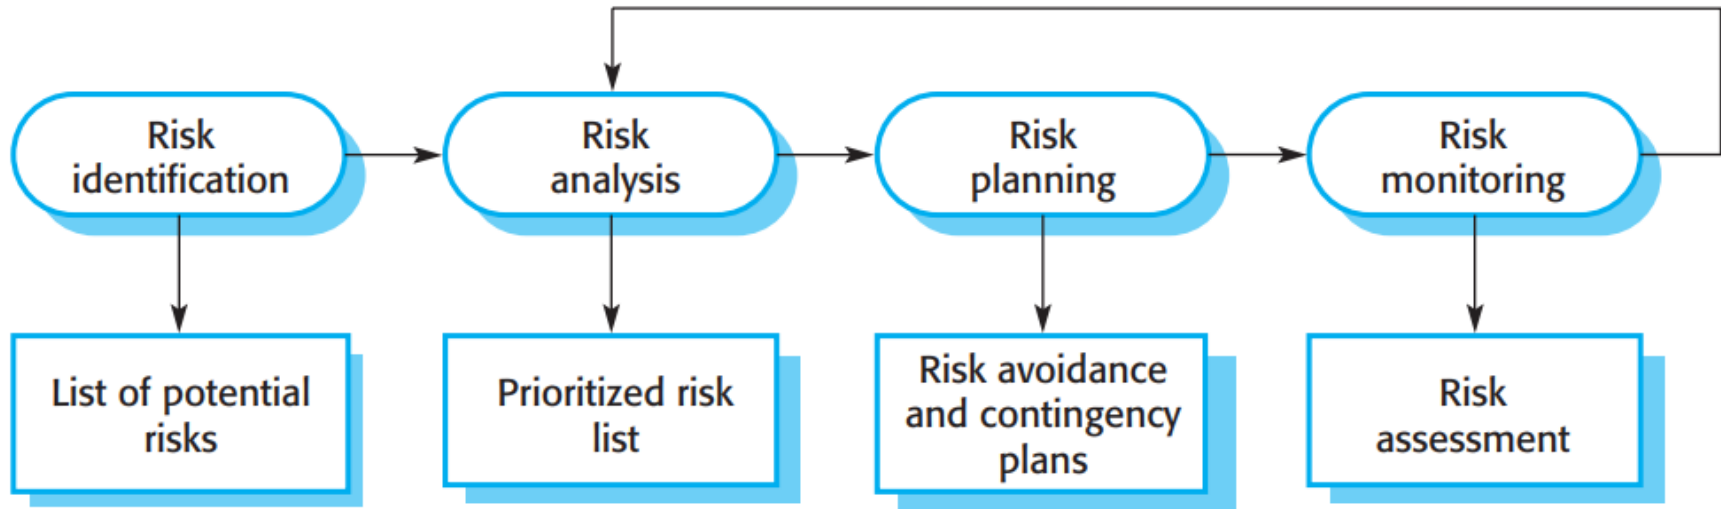 Risk
identification
Risk
analysis
Risk
planning
Risk
monitoring
List of potential
risks
Prioritized risk
list
Risk avoidance
and contingency
plans
Risk
assessment